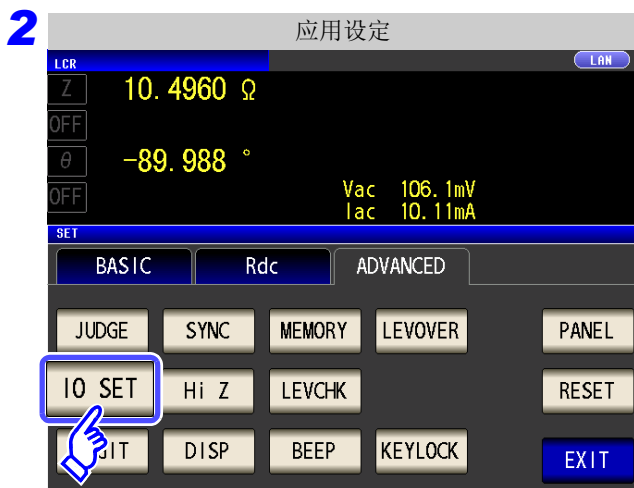 2
应用设定
LCR
LAN
Z 10.4960 Ω
OFF
θ -89.988 °
OFF
Vac 106.1mV
Iac 10.11mA
SET
BASIC Rdc ADVANCED
JUDGE SYNC MEMORY LEVOVER PANEL
IO SET Hi Z LEVCHK RESET
IT DISP BEEP KEYLOCK EXIT